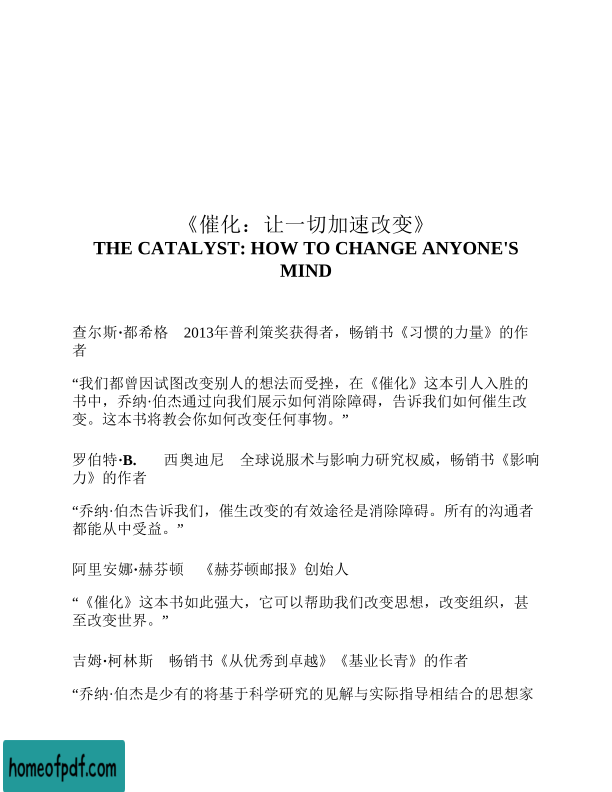 《催化：让一切加速改变》
THE CATALYST: HOW TO CHANGE ANYONE'S
MIND
查尔斯·都希格　2013年普利策奖获得者，畅销书《习惯的力量》的作
者
“我们都曾因试图改变别人的想法而受挫，在《催化》这本引人入胜的
书中，乔纳·伯杰通过向我们展示如何消除障碍，告诉我们如何催生改
变。这本书将教会你如何改变任何事物。”
罗伯特·B.　西奥迪尼　全球说服术与影响力研究权威，畅销书《影响
力》的作者
“乔纳·伯杰告诉我们，催生改变的有效途径是消除障碍。所有的沟通者
都能从中受益。”
阿里安娜·赫芬顿　《赫芬顿邮报》创始人
“《催化》这本书如此强大，它可以帮助我们改变思想，改变组织，甚
至改变世界。”
吉姆·柯林斯　畅销书《从优秀到卓越》《基业长青》的作者
“乔纳·伯杰是少有的将基于科学研究的见解与实际指导相结合的思想家
homeofpdf.com